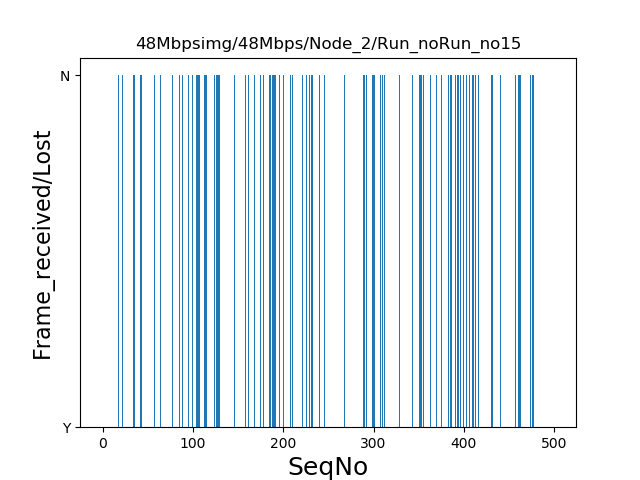 48Mbpsimg/48Mbps/Node_2/Run_noRun_no15
N
Frame_received/Lost
Y
0 100 200 300 400 500
SeqNo